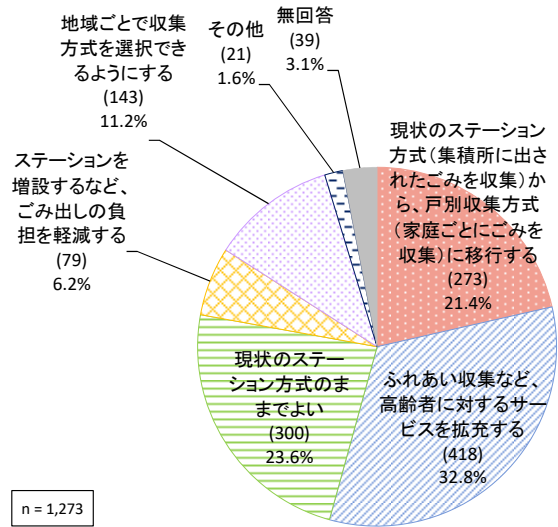 地域ごとで収集
方式を選択でき
るようにする
(143)
11.2%
その他
(21)
1.6%
無回答
(39)
3.1%
現状のステーション
方式(集積所に出さ
れたごみを収集)か
ら、戸別収集方式
(家庭ごとにごみを
収集)に移行する
(273)
21.4%
ステーションを
増設するなど、
ごみ出しの負
担を軽減する
(79)
6.2%
現状のステー
ション方式のま
までよい
(300)
23.6%
ふれあい収集など、
高齢者に対するサー
ビスを拡充する
(418)
32.8%
n = 1,273